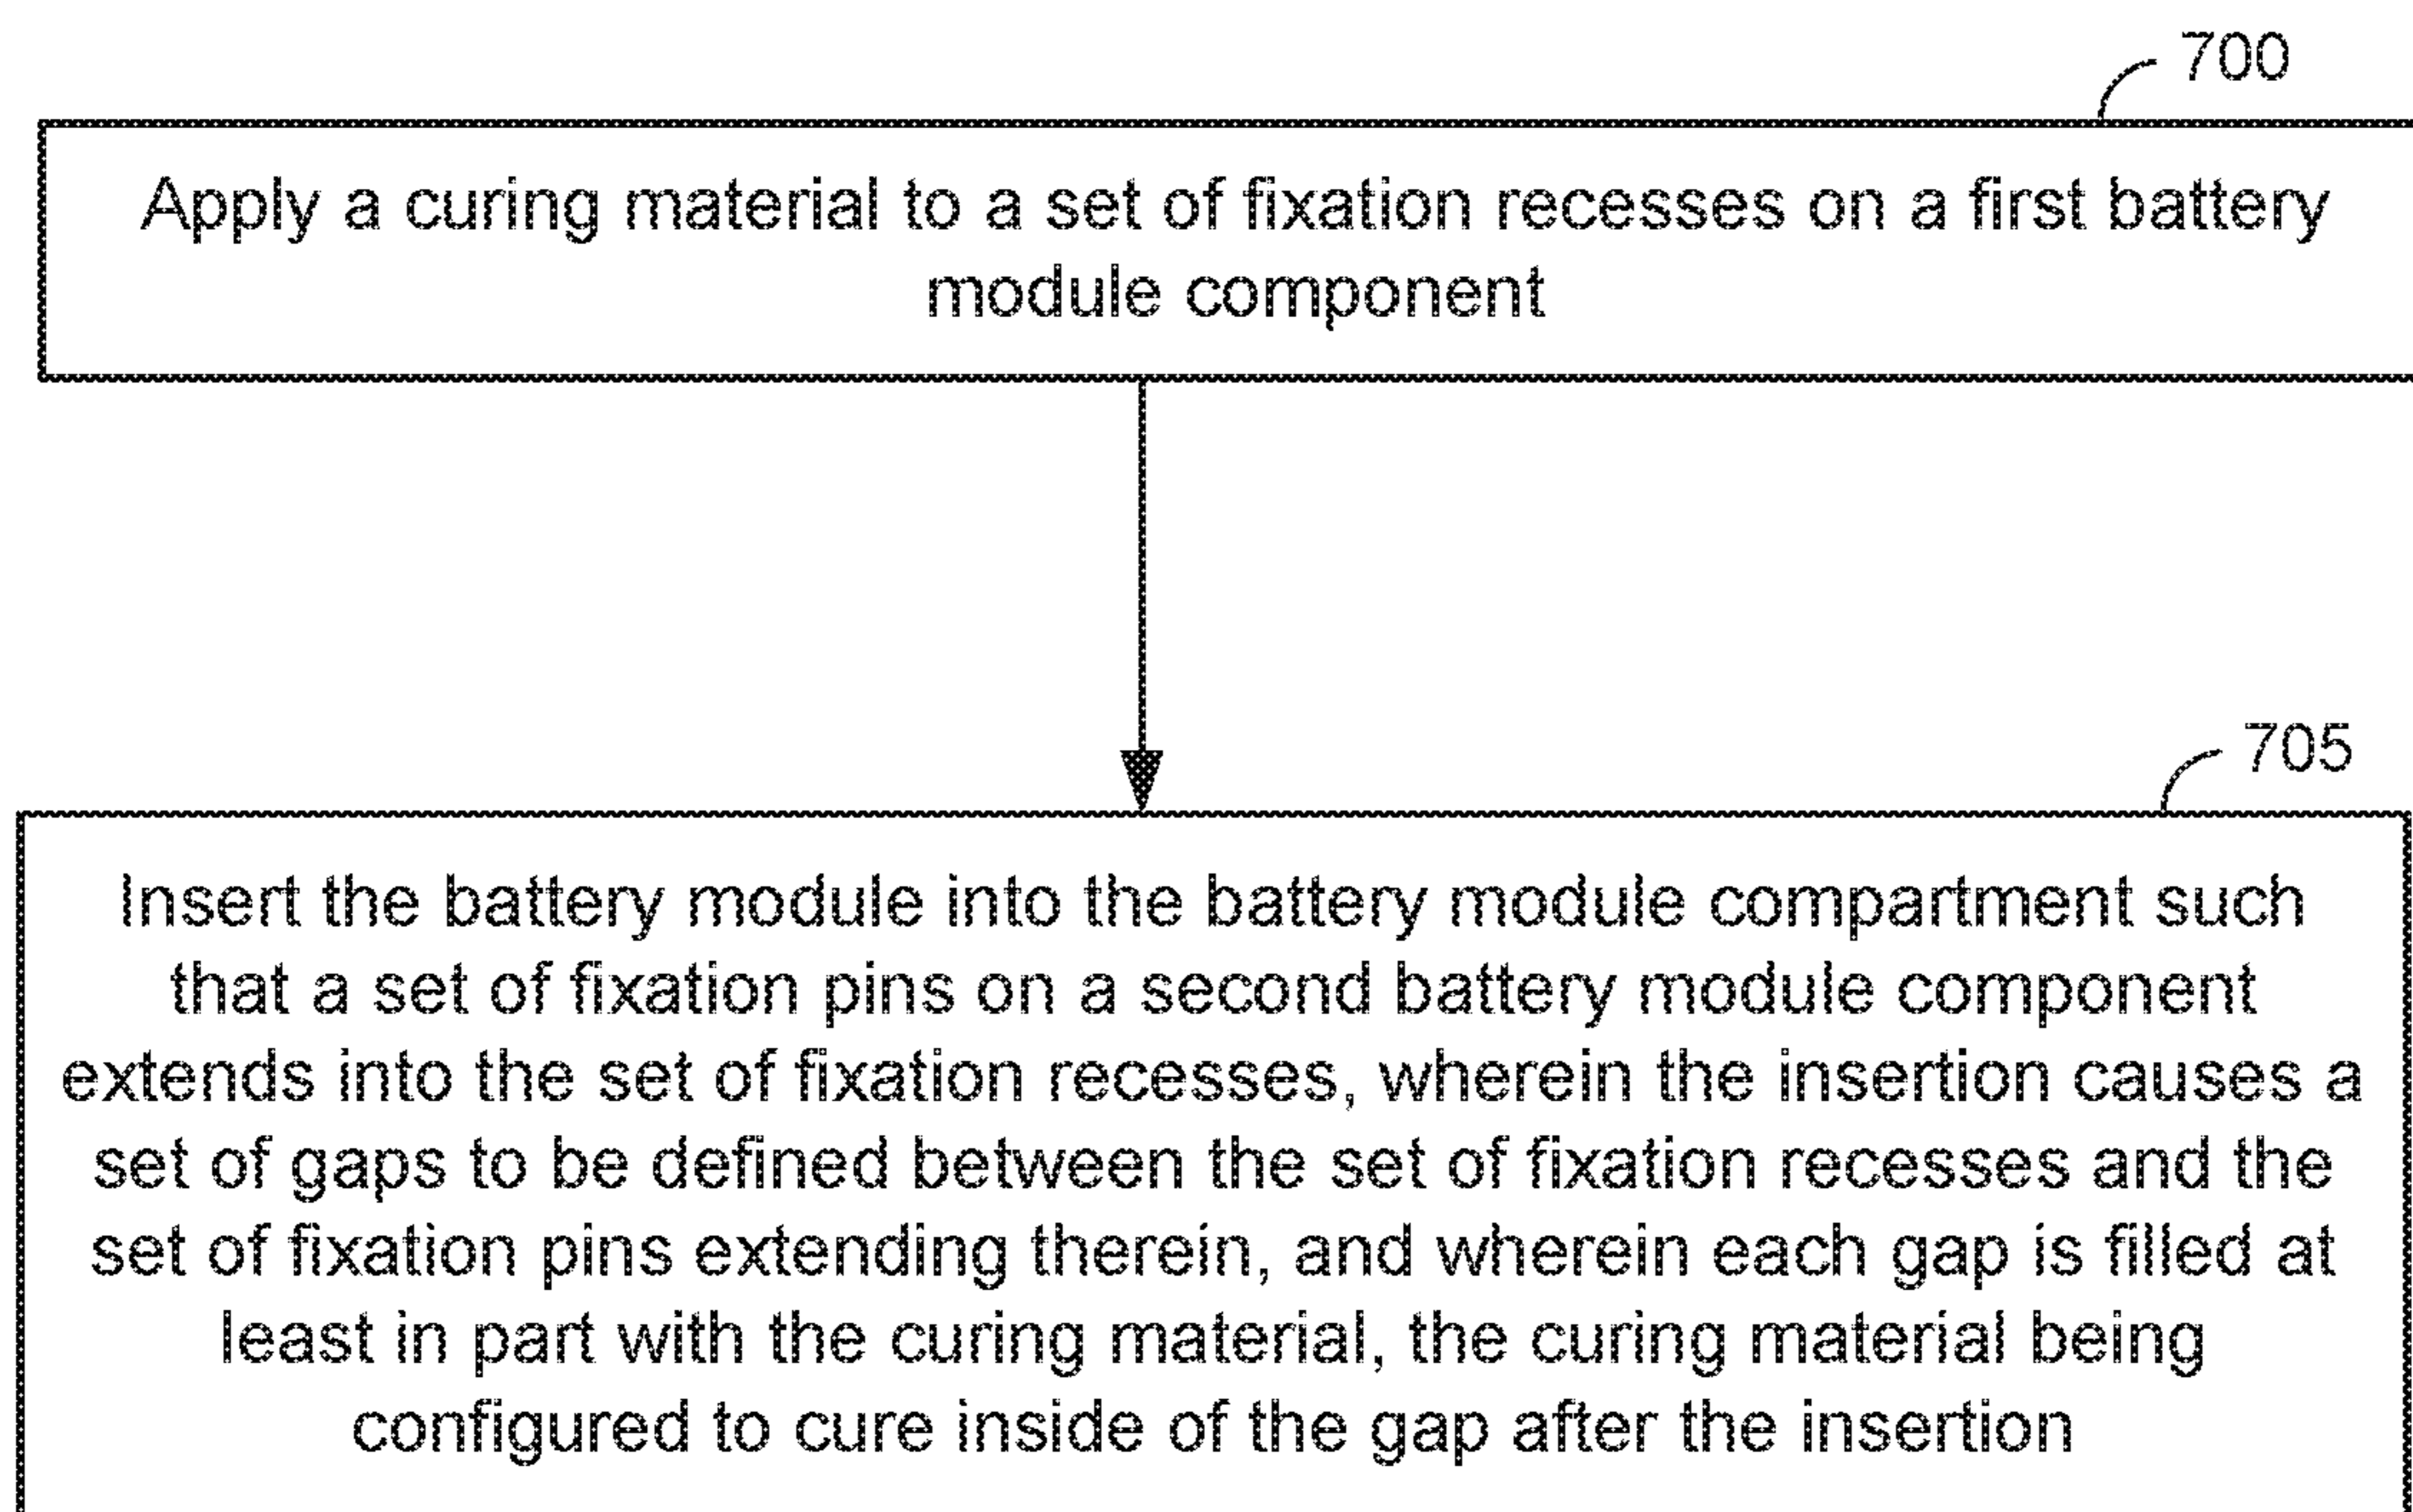 700
Apply a curing material to a set of fixation recesses on a first battery
module component
705
Insert the battery module into the battery module compartment such
that a set of fixation pins on a second battery module component
extends into the set of fixation recesses, wherein the insertion causes a
set of gaps to be defined between the set of fixation recesses and the
set of fixation pins extending therein, and wherein each gap is filled at
least in part with the curing material, the curing material being
configured to cure inside of the gap after the insertion